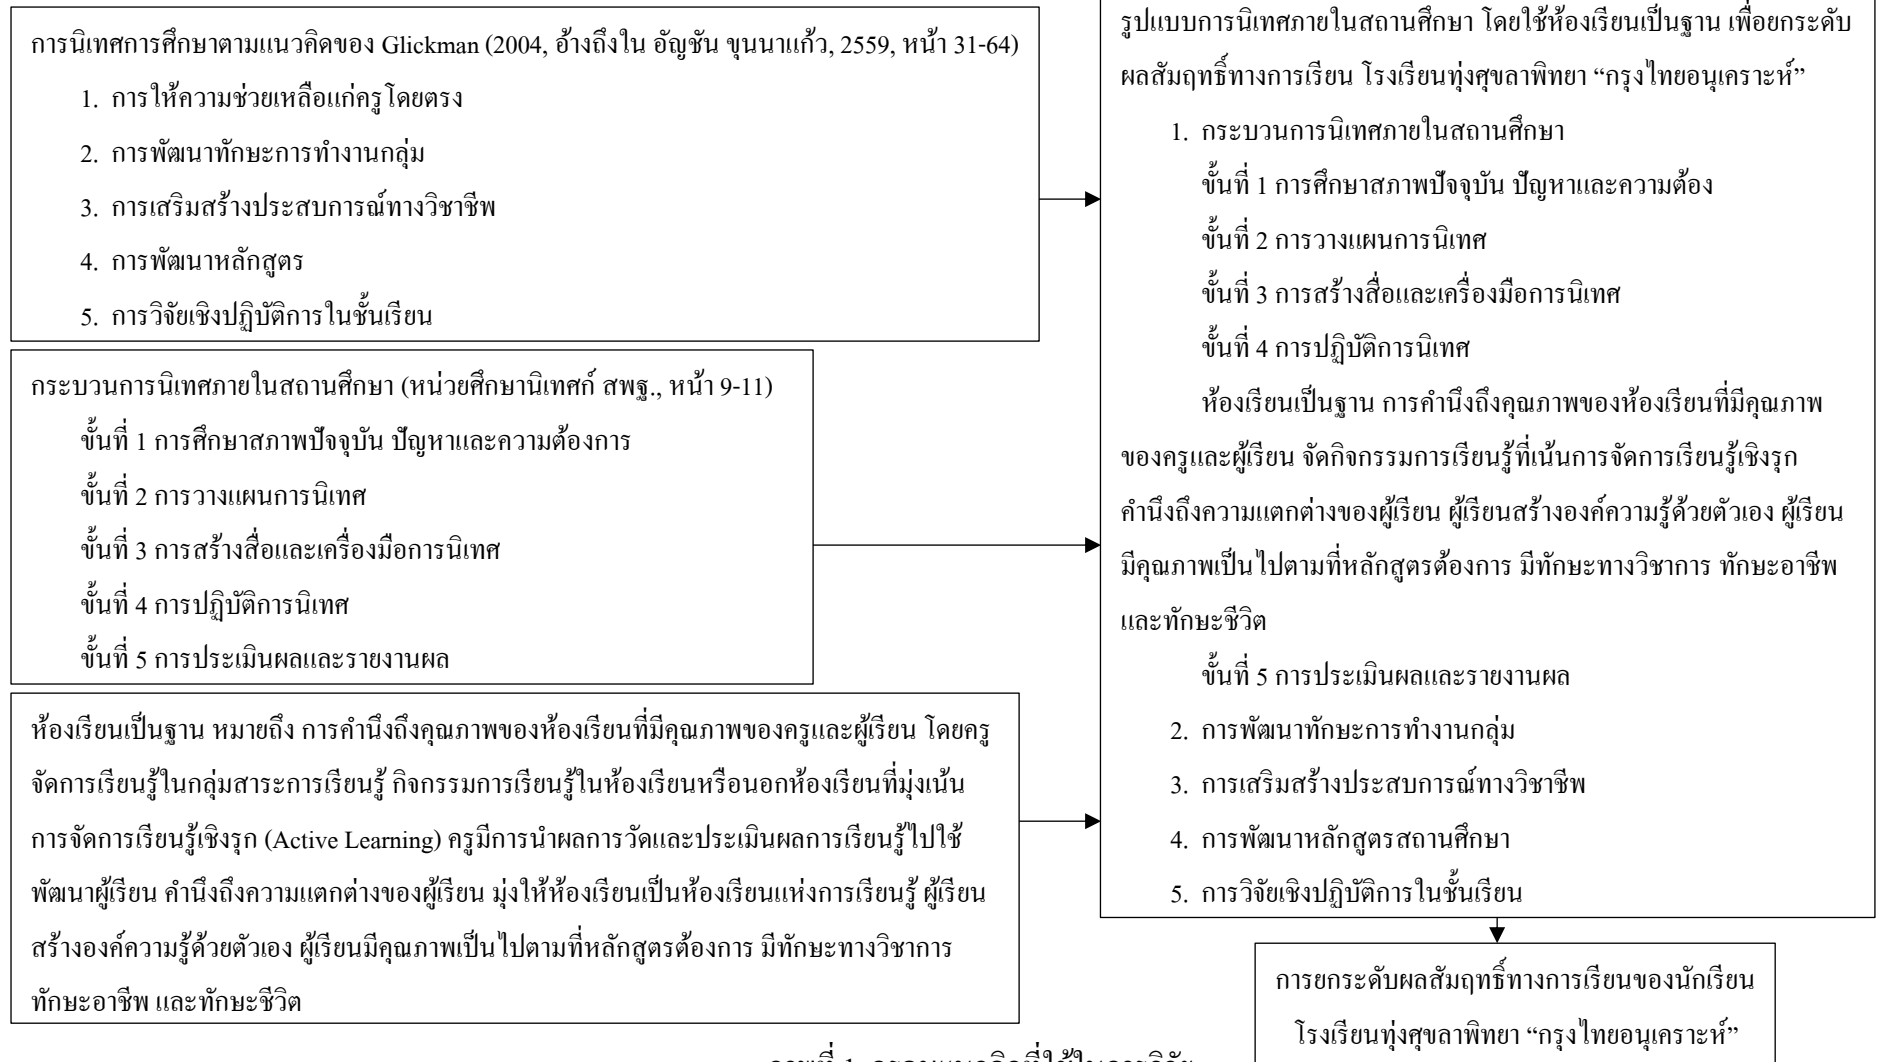 การนิเทศการศึกษาตามแนวคิดของ Glickman (2004, อ้างถึงใน อัญชัน ขุนนาแก้ว, 2559, หน้า 31-64)
1. การให้ความช่วยเหลือแก่ครูโดยตรง
2. การพัฒนาทักษะการทำงานกลุ่ม
3. การเสริมสร้างประสบการณ์ทางวิชาชีพ
4. การพัฒนาหลักสูตร
5. การวิจัยเชิงปฏิบัติการในชั้นเรียน
กระบวนการนิเทศภายในสถานศึกษา (หน่วยศึกษานิเทศก์ สพฐ., หน้า 9-11)
ขั้นที่ 1 การศึกษาสภาพปัจจุบัน ปัญหาและความต้องการ
ขั้นที่ 2 การวางแผนการนิเทศ
ขั้นที่ 3 การสร้างสื่อและเครื่องมือการนิเทศ
ขั้นที่ 4 การปฏิบัติการนิเทศ
ขั้นที่ 5 การประเมินผลและรายงานผล
ห้องเรียนเป็นฐาน หมายถึง การคำนึงถึงคุณภาพของห้องเรียนที่มีคุณภาพของครูและผู้เรียน โดยครู
จัดการเรียนรู้ในกลุ่มสาระการเรียนรู้ กิจกรรมการเรียนรู้ในห้องเรียนหรือนอกห้องเรียนที่มุ่งเน้น
การจัดการเรียนรู้เชิงรุก (Active Learning) ครูมีการนำผลการวัดและประเมินผลการเรียนรู้ไปใช้
พัฒนาผู้เรียน คำนึงถึงความแตกต่างของผู้เรียน มุ่งให้ห้องเรียนเป็นห้องเรียนแห่งการเรียนรู้ ผู้เรียน
สร้างองค์ความรู้ด้วยตัวเอง ผู้เรียนมีคุณภาพเป็นไปตามที่หลักสูตรต้องการ มีทักษะทางวิชาการ
ทักษะอาชีพ และทักษะชีวิต
รูปแบบการนิเทศภายในสถานศึกษา โดยใช้ห้องเรียนเป็นฐาน เพื่อยกระดับ
ผลสัมฤทธิ์ทางการเรียน โรงเรียนทุ่งศุขลาพิทยา “กรุงไทยอนุเคราะห์”
1. กระบวนการนิเทศภายในสถานศึกษา
ขั้นที่ 1 การศึกษาสภาพปัจจุบัน ปัญหาและความต้อง
ขั้นที่ 2 การวางแผนการนิเทศ
ขั้นที่ 3 การสร้างสื่อและเครื่องมือการนิเทศ
ขั้นที่ 4 การปฏิบัติการนิเทศ
ห้องเรียนเป็นฐาน การคำนึงถึงคุณภาพของห้องเรียนที่มีคุณภาพ
ของครูและผู้เรียน จัดกิจกรรมการเรียนรู้ที่เน้นการจัดการเรียนรู้เชิงรุก
คำนึงถึงความแตกต่างของผู้เรียน ผู้เรียนสร้างองค์ความรู้ด้วยตัวเอง ผู้เรียน
มีคุณภาพเป็นไปตามที่หลักสูตรต้องการ มีทักษะทางวิชาการ ทักษะอาชีพ
และทักษะชีวิต
ขั้นที่ 5 การประเมินผลและรายงานผล
2. การพัฒนาทักษะการทำงานกลุ่ม
3. การเสริมสร้างประสบการณ์ทางวิชาชีพ
4. การพัฒนาหลักสูตรสถานศึกษา
5. การวิจัยเชิงปฏิบัติการในชั้นเรียน
การยกระดับผลสัมฤทธิ์ทางการเรียนของนักเรียน
โรงเรียนทุ่งศุขลาพิทยา “กรุงไทยอนุเคราะห์”